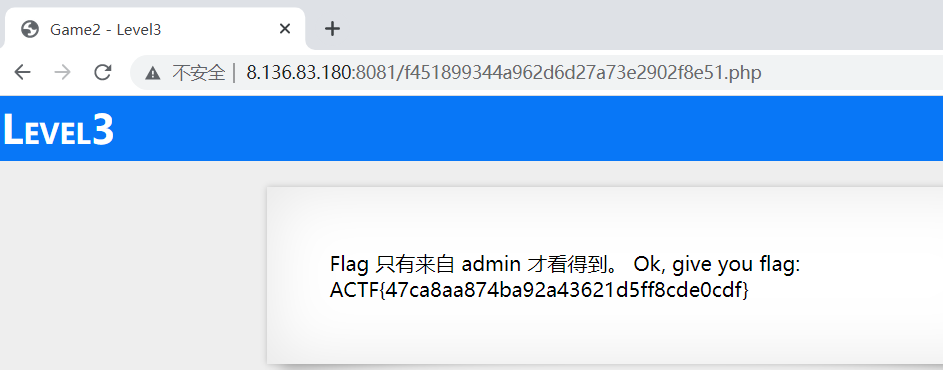 Game2 - Level3
不安全 | 8.136.83.180:8081/f451899344a962d6d27a73e2902f8e51.php
LEVEL3
Flag 只有来自 admin 才看得到。 Ok, give you flag:
ACTF{47ca8aa874ba92a43621d5ff8cde0cdf}